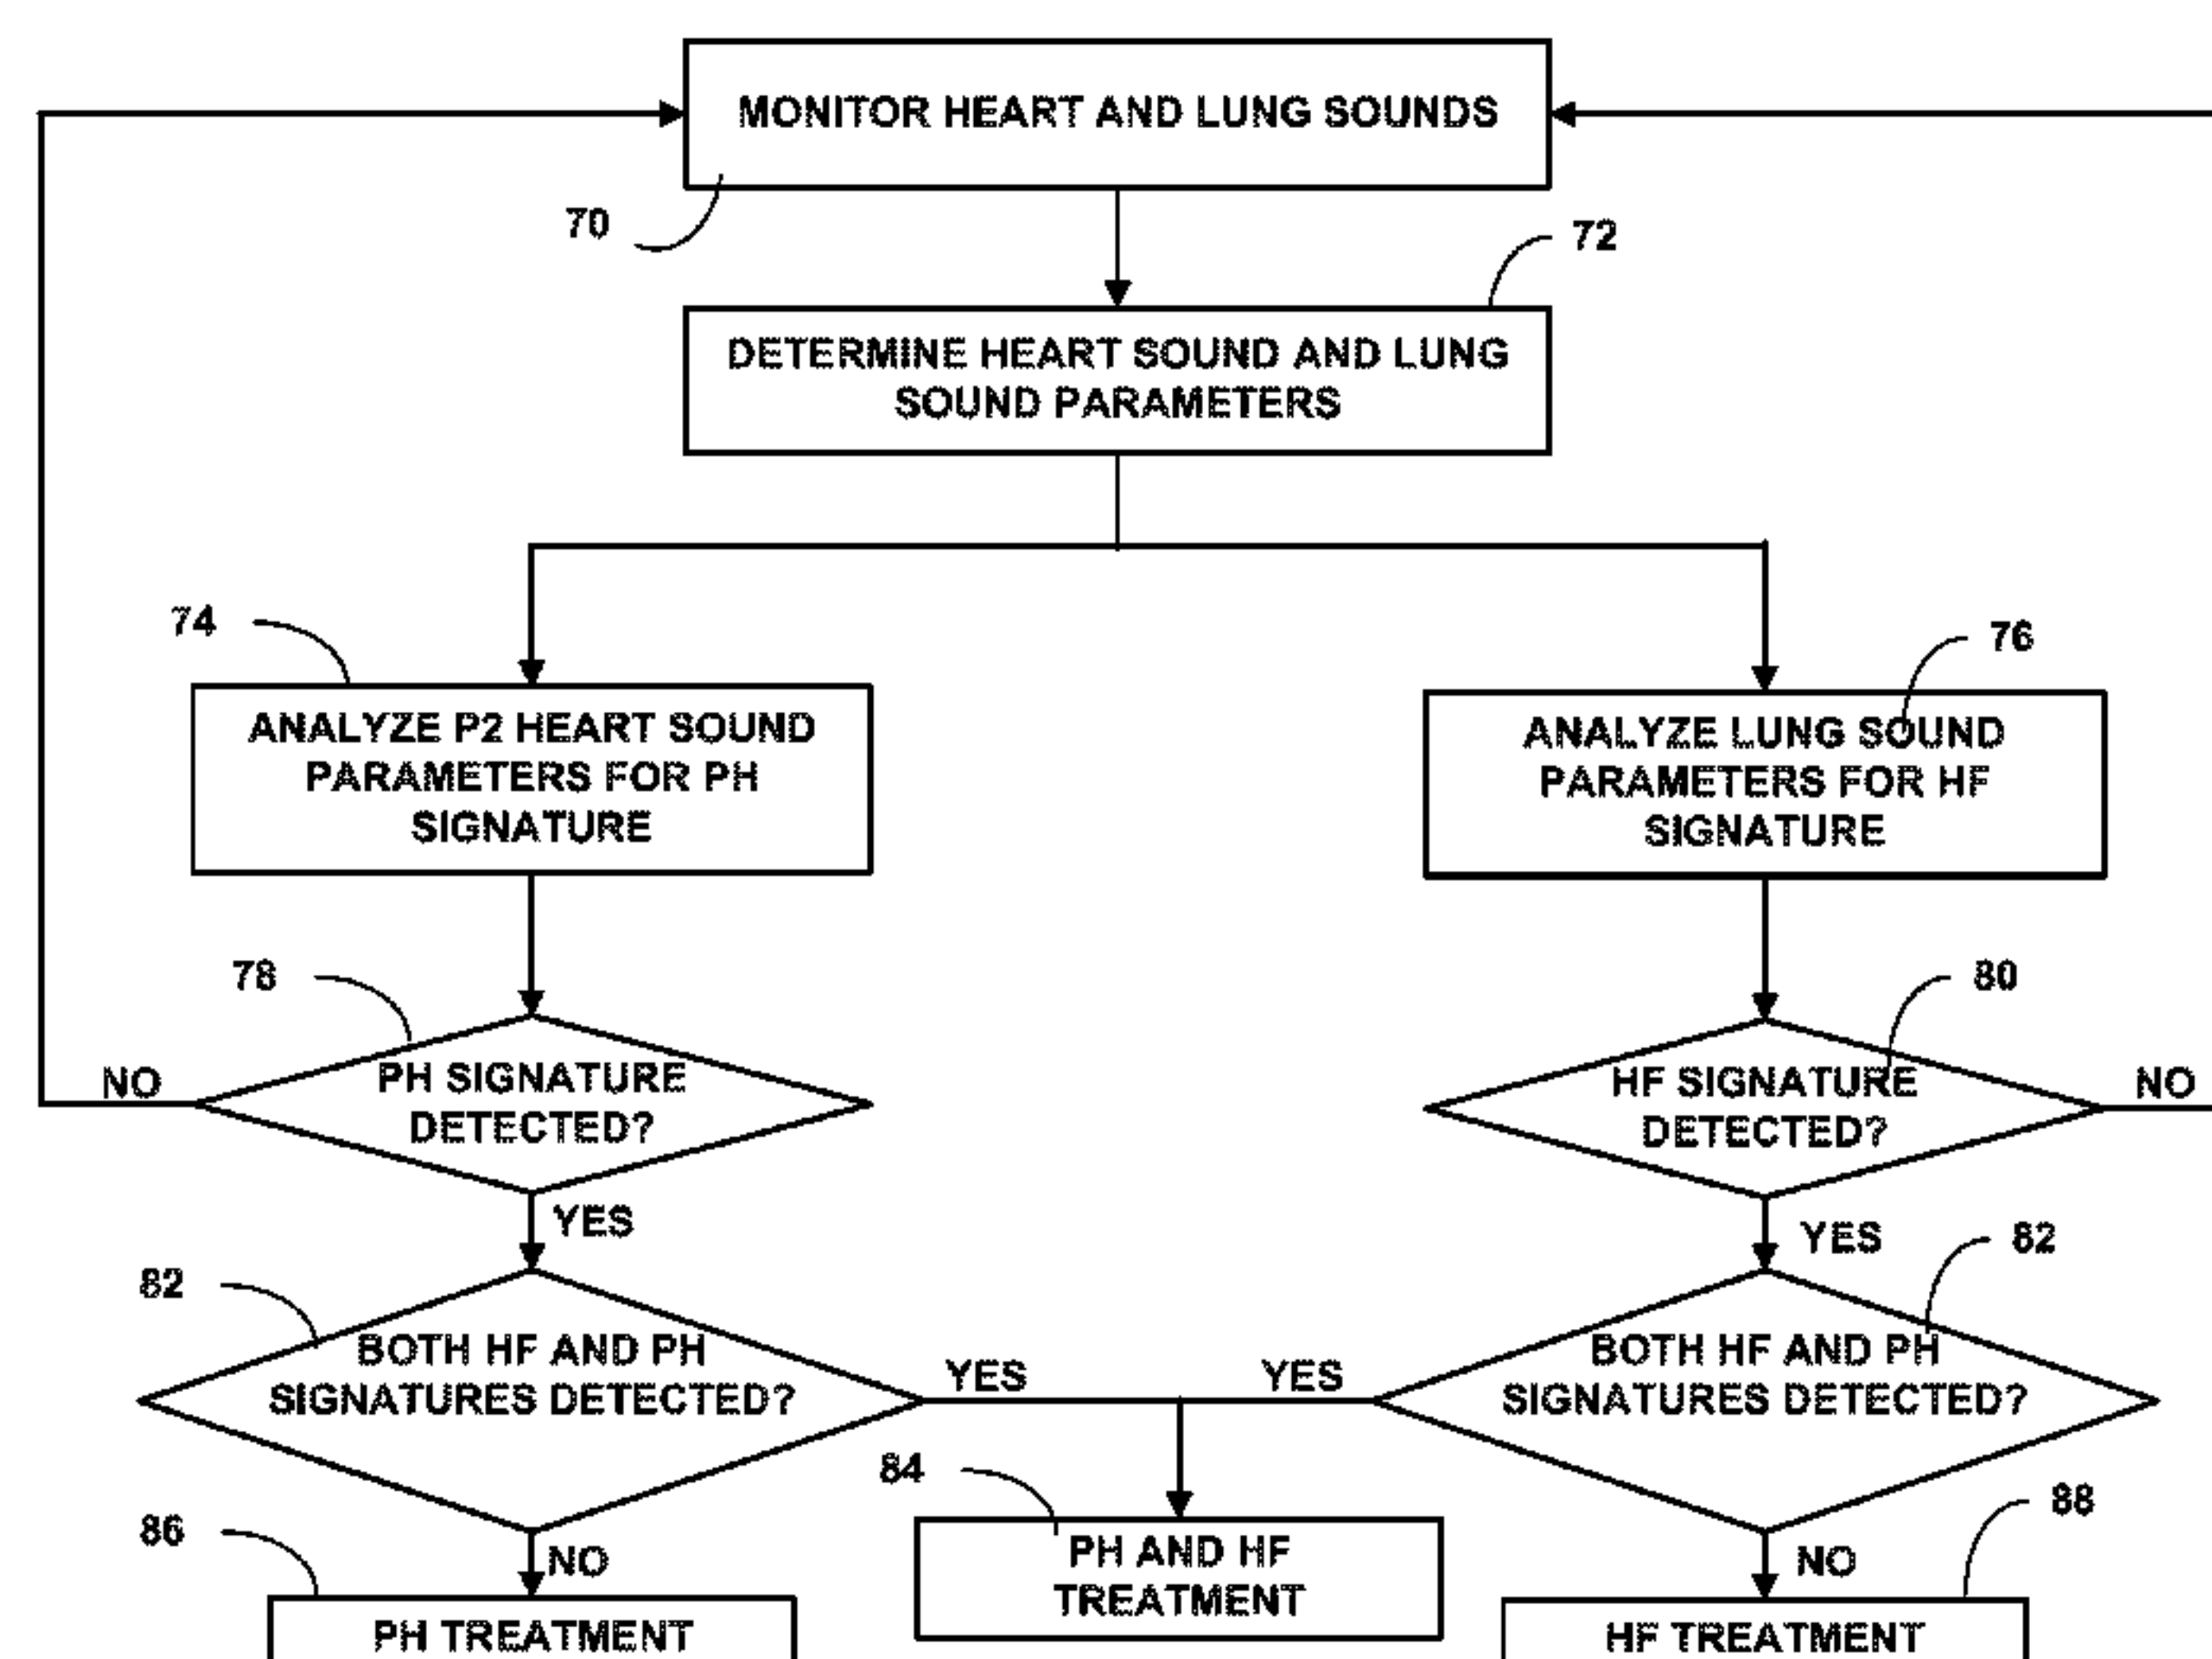 MONITOR HEART AND LUNG SOUNDS
70
72
DETERMINE HEART SOUND AND LUNG
SOUND PARAMETERS
74
76
ANALYZE P2 HEART SOUND
PARAMETERS FOR PH
SIGNATURE
ANALYZE LUNG SOUND
PARAMETERS FOR HF
SIGNATURE
78
80
NO
PH SIGNATURE
DETECTED?
HF SIGNATURE
DETECTED?
NO
YES
YES
82
82
BOTH HF AND PH
SIGNATURES DETECTED?
YES
YES
BOTH HF AND PH
SIGNATURES DETECTED?
84
86
88
NO
PH AND HF
TREATMENT
NO
PH TREATMENT
HF TREATMENT